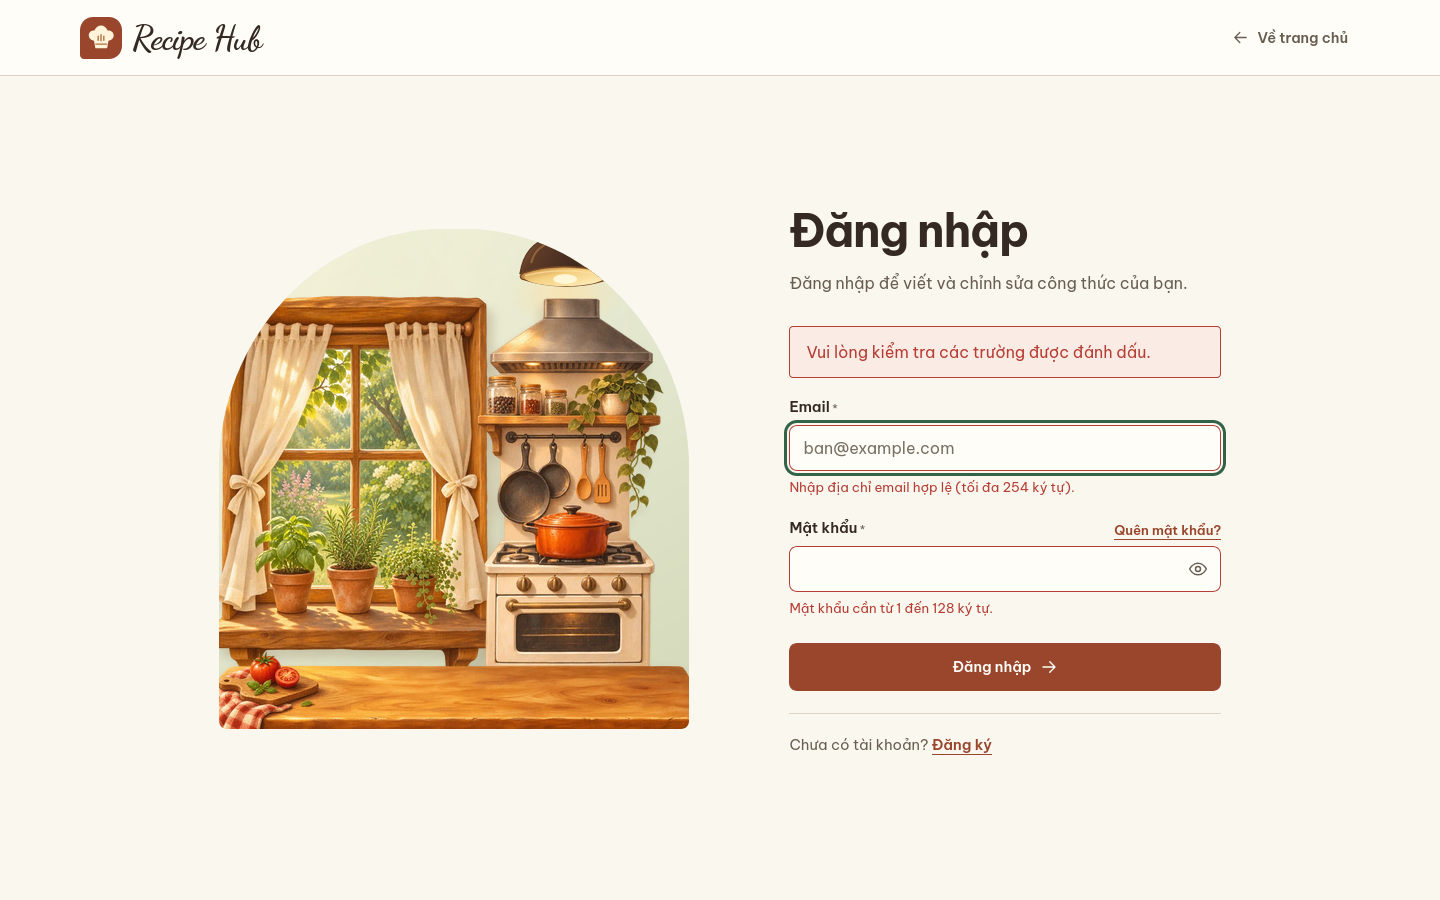 Recipe Hub
Về trang chủ
Đăng nhập
Đăng nhập để viết và chỉnh sửa công thức của bạn.
Vui lòng kiểm tra các trường được đánh dấu.
Email *
ban@example.com
Nhập địa chỉ email hợp lệ (tối đa 254 ký tự).
Mật khẩu *
Quên mật khẩu?
Mật khẩu cần từ 1 đến 128 ký tự.
Đăng nhập
Chưa có tài khoản? Đăng ký